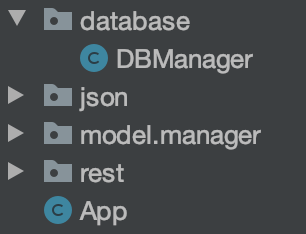 database
C DBManager
json
model.manager
rest
C App